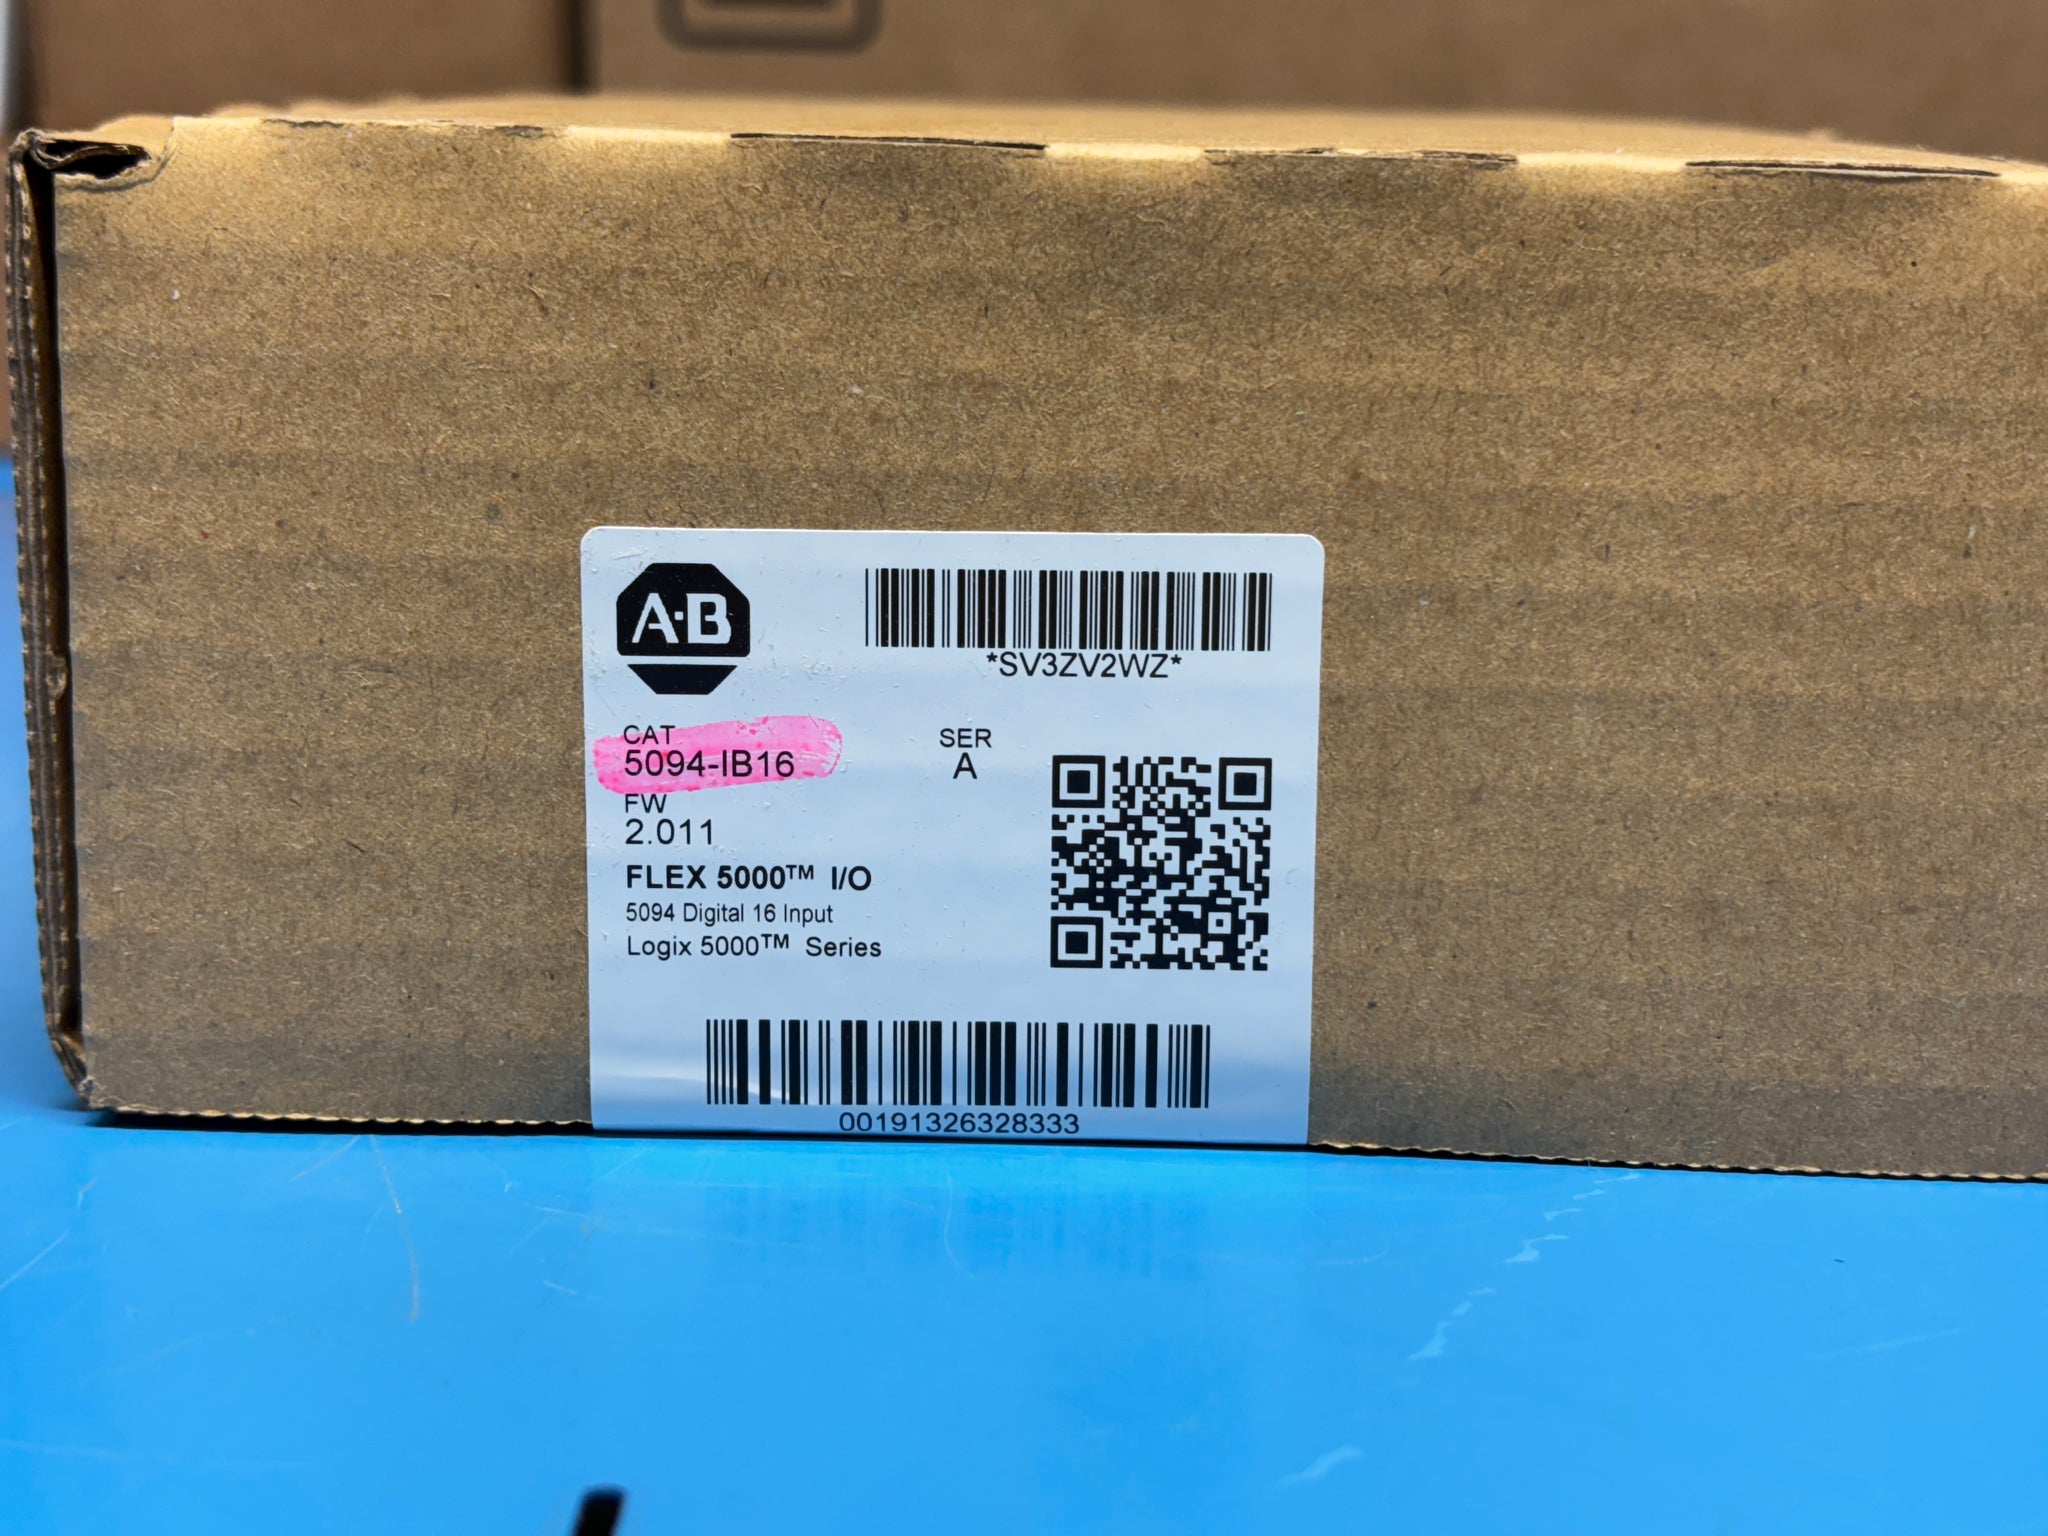 A·B
*SV3ZV2WZ*
CAT
5094-IB16
SER
A
FW
2.011
FLEX 5000™ I/O
5094 Digital 16 Input
Logix 5000™ Series
00191326328333